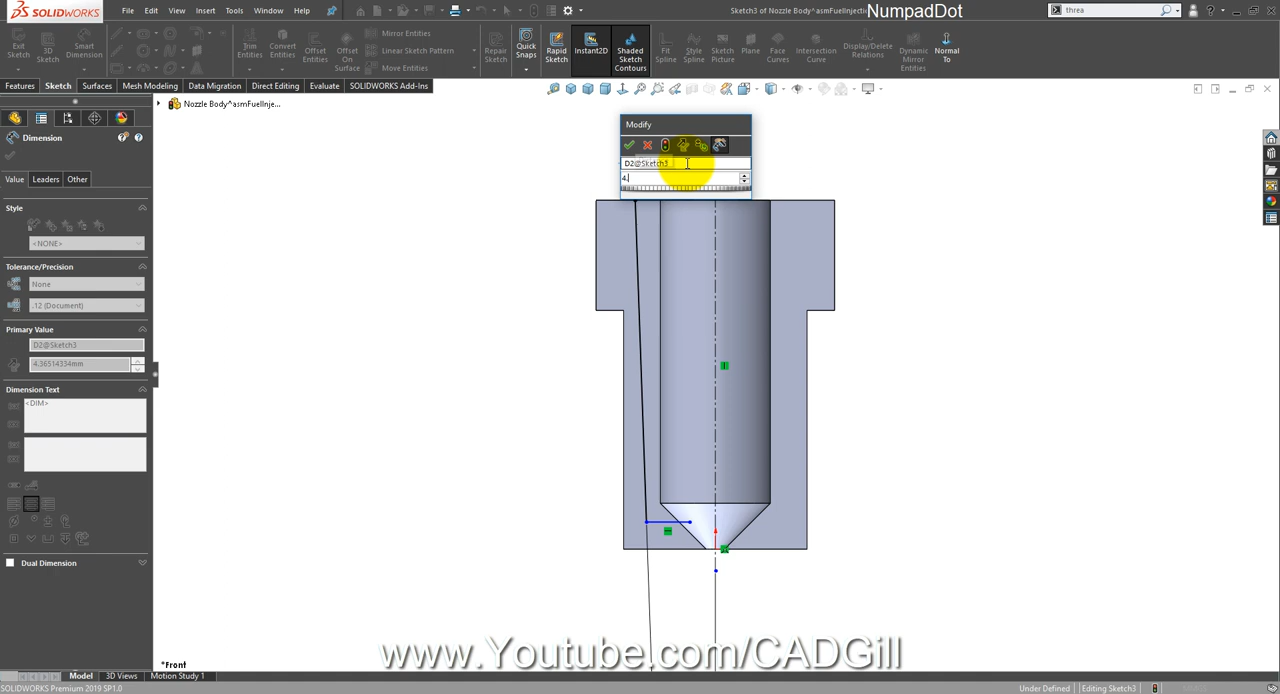 SOLIDWORKS
File
Edit
View
Insert
Tools
Window
Help
Sketch3 of Nozzle Body^asmFuelInjecti
NumpadDot
threa
Exit Sketch
3D Sketch
Smart Dimension
Trim Entities
Convert Entities
Offset Entities
Offset On Surface
Mirror Entities
Linear Sketch Pattern
Move Entities
Display/Delete Relations
Repair Sketch
Quick Snaps
Rapid Sketch
Instant2D
Shaded Sketch Contours
Fit Spline
Style Spline
Sketch Picture
Plane
Face Curves
Intersection Curve
Dynamic Mirror Entities
Normal To
Features
Sketch
Surfaces
Mesh Modeling
Data Migration
Direct Editing
Evaluate
SOLIDWORKS Add-Ins
Nozzle Body^asmFuelInje...
Dimension
Value
Leaders
Other
Style
<NONE>
Tolerance/Precision
None
.12 (Document)
Primary Value
D2@Sketch3
4.36514334mm
Dimension Text
<DIM>
Dual Dimension
Modify
D2@Sketch3
4.
www.Youtube.com/CADGill
*Front
Model
3D Views
Motion Study 1
SOLIDWORKS Premium 2019 SP1.0
Under Defined
Editing Sketch3